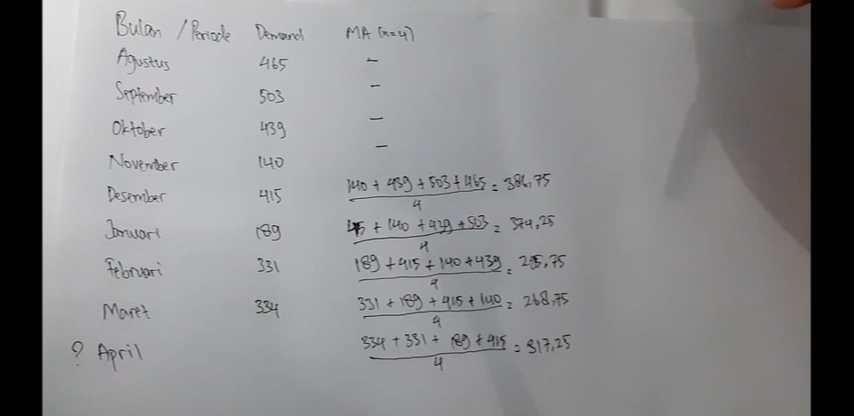 Bulan / Periode Demand MA (n=4)
Agustus 465 -
September 503 -
Oktober 439 -
November 140 -
Desember 415 140 + 439 + 503 + 465 / 4 = 386,75
Januari 189 + 140 + 439 + 503 / 4 = 374,25
Februari 331 189 + 415 + 140 + 439 / 4 = 295,75
Maret 334 331 + 189 + 415 + 140 / 4 = 268,75
? April 334 + 331 + 189 + 415 / 4 = 317,25